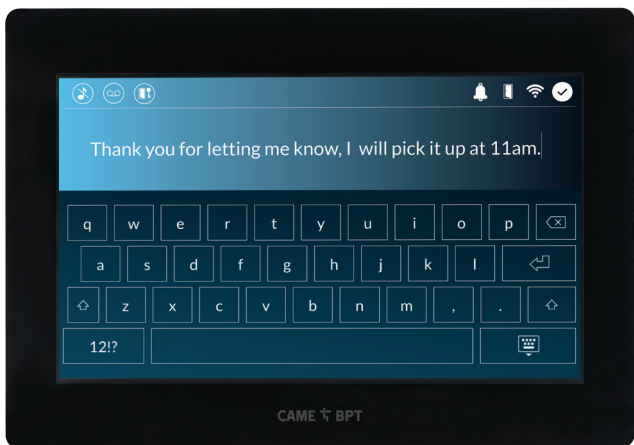 Thank you for letting me know, I will pick it up at 11am.
q w e r t y u i o p
a s d f g h j k l
z x c v b n m , .
12!?
CAME BPT